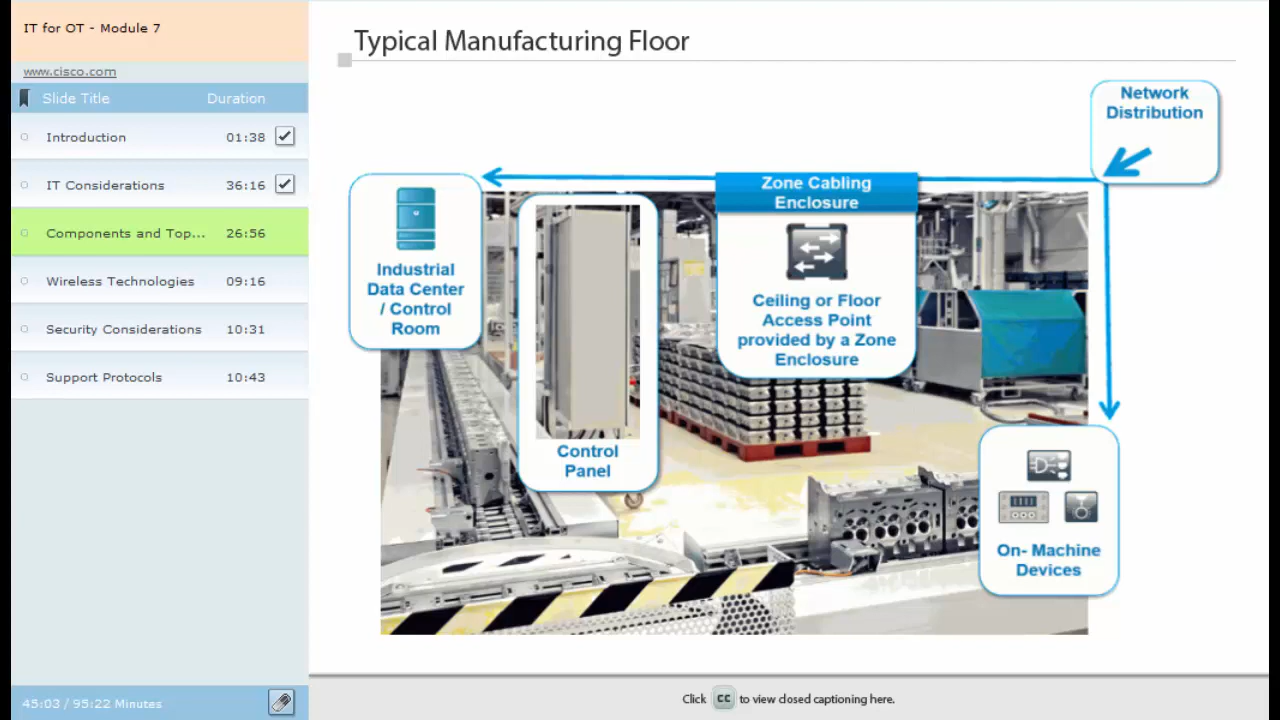 IT for OT - Module 7
www.cisco.com
Slide Title Duration
Introduction 01:38
IT Considerations 36:16
Components and Top... 26:56
Wireless Technologies 09:16
Security Considerations 10:31
Support Protocols 10:43
45:03 / 95:22 Minutes
Typical Manufacturing Floor
Network
Distribution
Zone Cabling
Enclosure
Industrial
Data Center
/ Control
Room
Control
Panel
Ceiling or Floor
Access Point
provided by a Zone
Enclosure
On- Machine
Devices
Click CC to view closed captioning here.